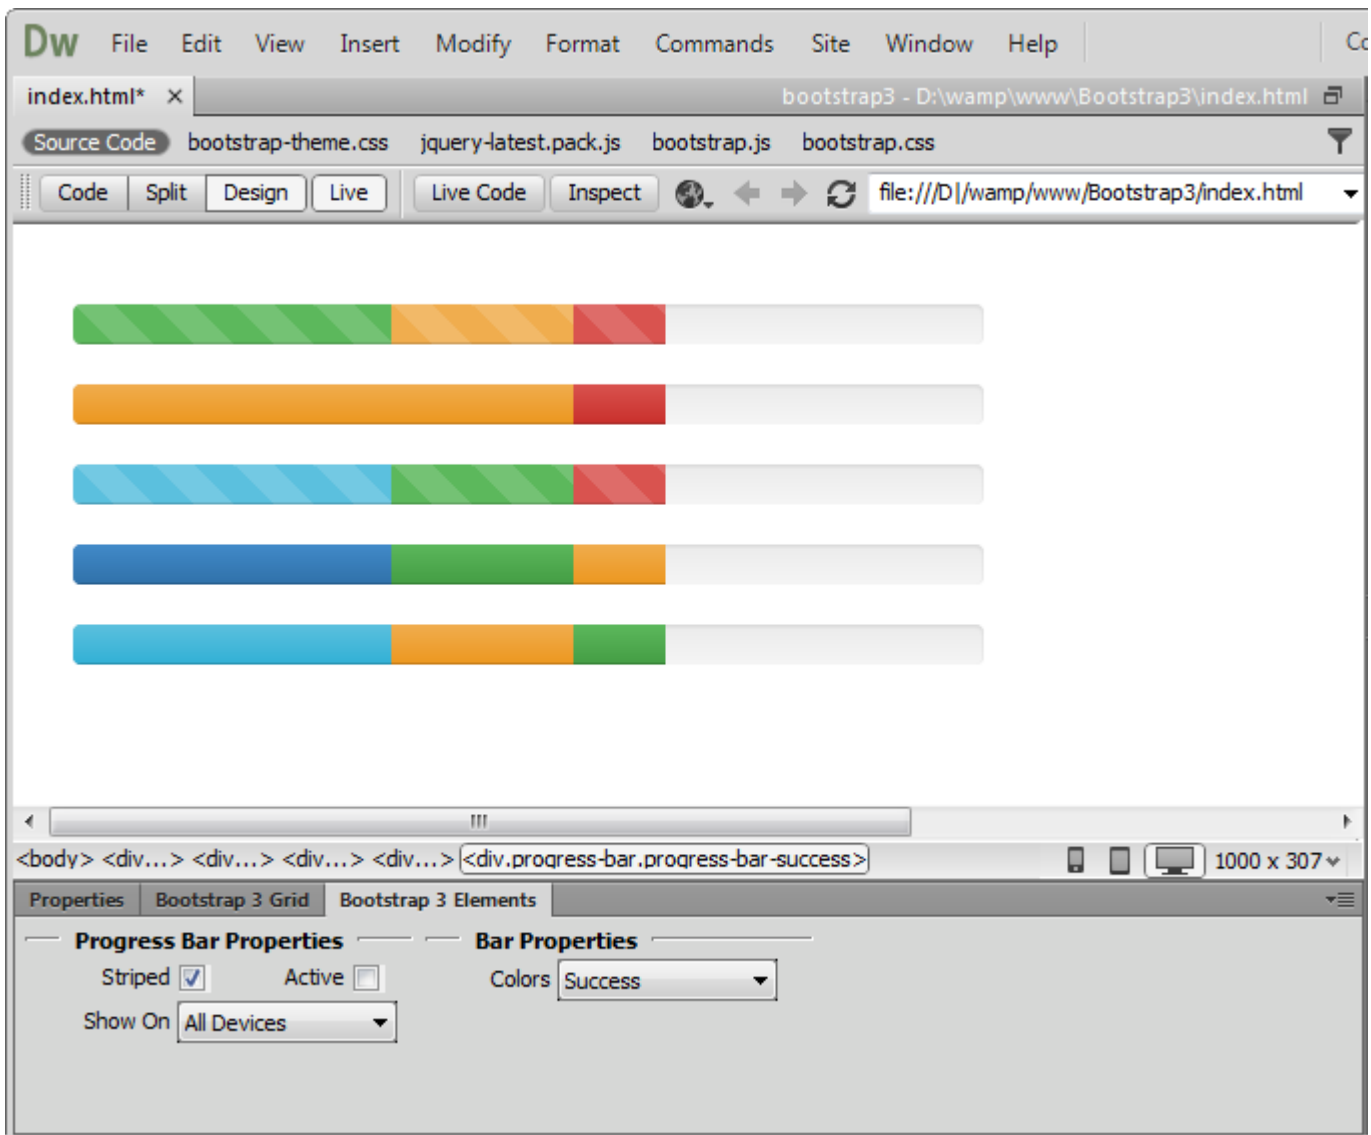 Dw File Edit View Insert Modify Format Commands Site Window Help
index.html* × bootstrap3 - D:\wamp\www\Bootstrap3\index.html
Source Code bootstrap-theme.css jquery-latest.pack.js bootstrap.js bootstrap.css
Code Split Design Live Live Code Inspect file:///D|/wamp/www/Bootstrap3/index.html
<body> <div...> <div...> <div...> <div...> <div.progress-bar.progress-bar-success> 1000 x 307
Properties Bootstrap 3 Grid Bootstrap 3 Elements
Progress Bar Properties Bar Properties
Striped Active Colors Success
Show On All Devices